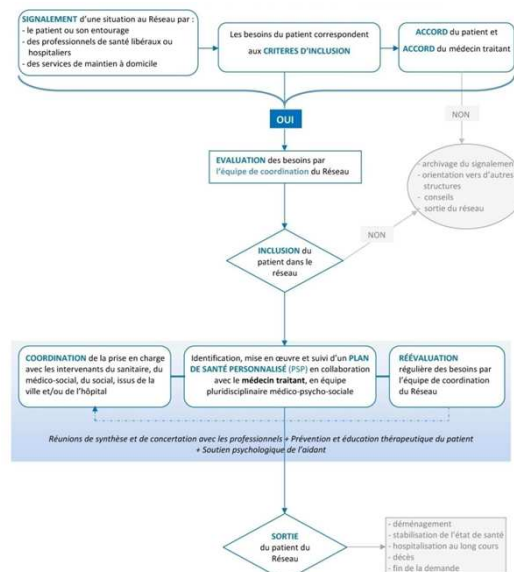 SIGNALEMENT d'une situation au Réseau par :
- le patient ou son entourage
- des professionnels de santé libéraux ou
hospitaliers
- des services de maintien à domicile
Les besoins du patient correspondent
aux CRITERES D'INCLUSION
ACCORD du patient et
ACCORD du médecin traitant
OUI
NON
EVALUATION des besoins par
l'équipe de coordination du Réseau
- archivage du signalement
- orientation vers d'autres
structures
- conseils
- sortie du réseau
NON
INCLUSION du
patient dans le
réseau
COORDINATION de la prise en charge
avec les intervenants du sanitaire, du
médico-social, du social, issus de la
ville et/ou de l'hôpital
Identification, mise en œuvre et suivi d'un PLAN
DE SANTÉ PERSONNALISÉ (PSP) en collaboration
avec le médecin traitant, en équipe
pluridisciplinaire médico-psycho-sociale
RÉÉVALUATION
régulière des besoins par
l'équipe de coordination
du Réseau
Réunions de synthèse et de concertation avec les professionnels + Prévention et éducation thérapeutique du patient
+ Soutien psychologique de l'aidant
SORTIE
du patient du
Réseau
- déménagement
- stabilisation de l'état de santé
- hospitalisation au long cours
- décès
- fin de la demande